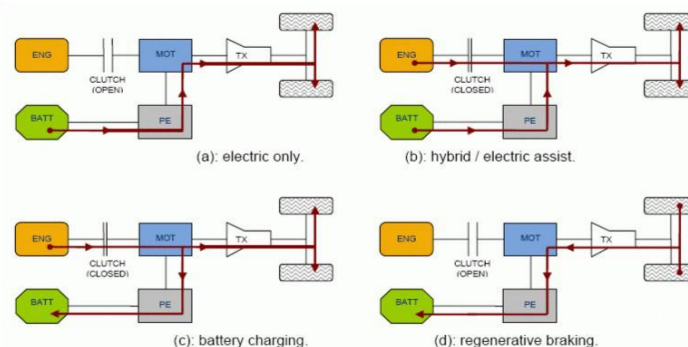 ENG
MOT
TX
CLUTCH
(OPEN)
BATT
PE
(a): electric only.
ENG
MOT
TX
CLUTCH
(CLOSED)
BATT
PE
(b): hybrid / electric assist.
ENG
MOT
TX
CLUTCH
(CLOSED)
BATT
PE
(c): battery charging.
ENG
MOT
TX
CLUTCH
(OPEN)
BATT
PE
(d): regenerative braking.